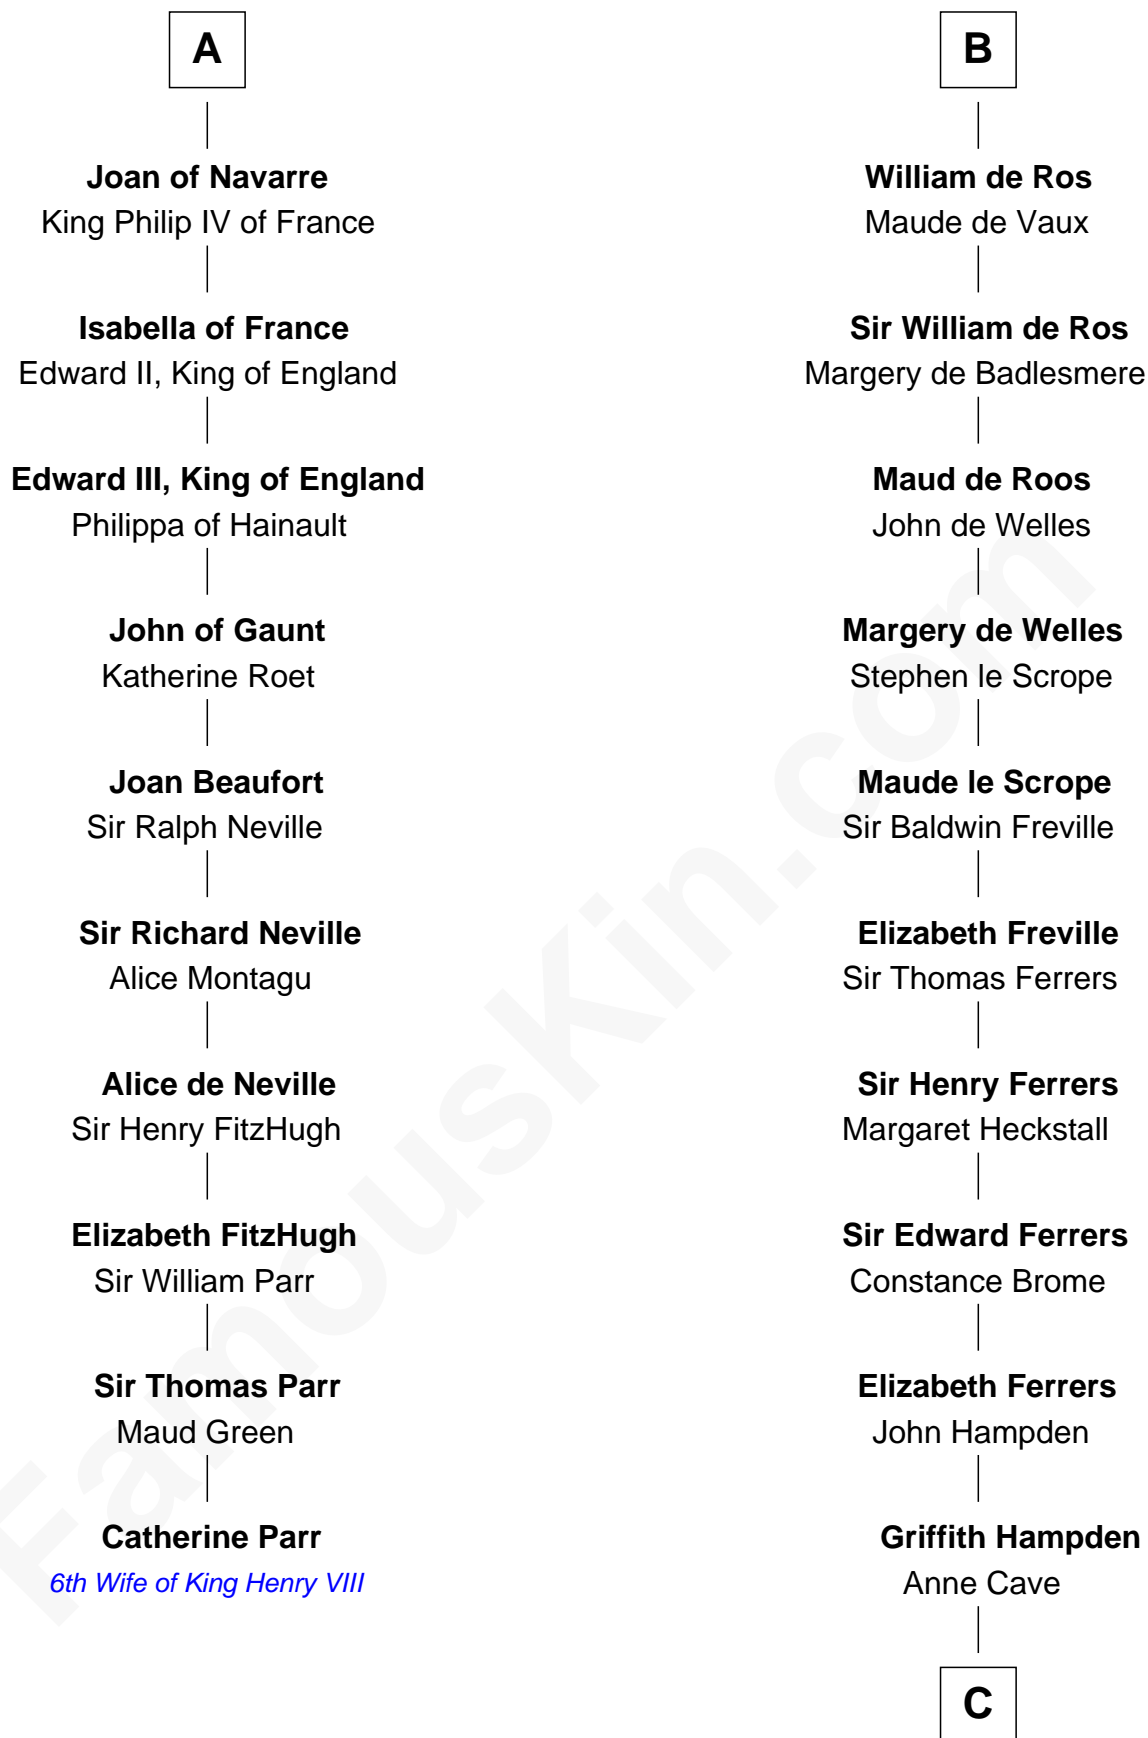 A
Joan of Navarre
King Philip IV of France
Isabella of France
Edward II, King of England
Edward III, King of England
Philippa of Hainault
John of Gaunt
Katherine Roet
Joan Beaufort
Sir Ralph Neville
Sir Richard Neville
Alice Montagu
Alice de Neville
Sir Henry FitzHugh
Elizabeth FitzHugh
Sir William Parr
Sir Thomas Parr
Maud Green
Catherine Parr
6th Wife of King Henry VIII
B
William de Ros
Maude de Vaux
Sir William de Ros
Margery de Badlesmere
Maud de Roos
John de Welles
Margery de Welles
Stephen le Scrope
Maude le Scrope
Sir Baldwin Freville
Elizabeth Freville
Sir Thomas Ferrers
Sir Henry Ferrers
Margaret Heckstall
Sir Edward Ferrers
Constance Brome
Elizabeth Ferrers
John Hampden
Griffith Hampden
Anne Cave
C
FamousKin.com